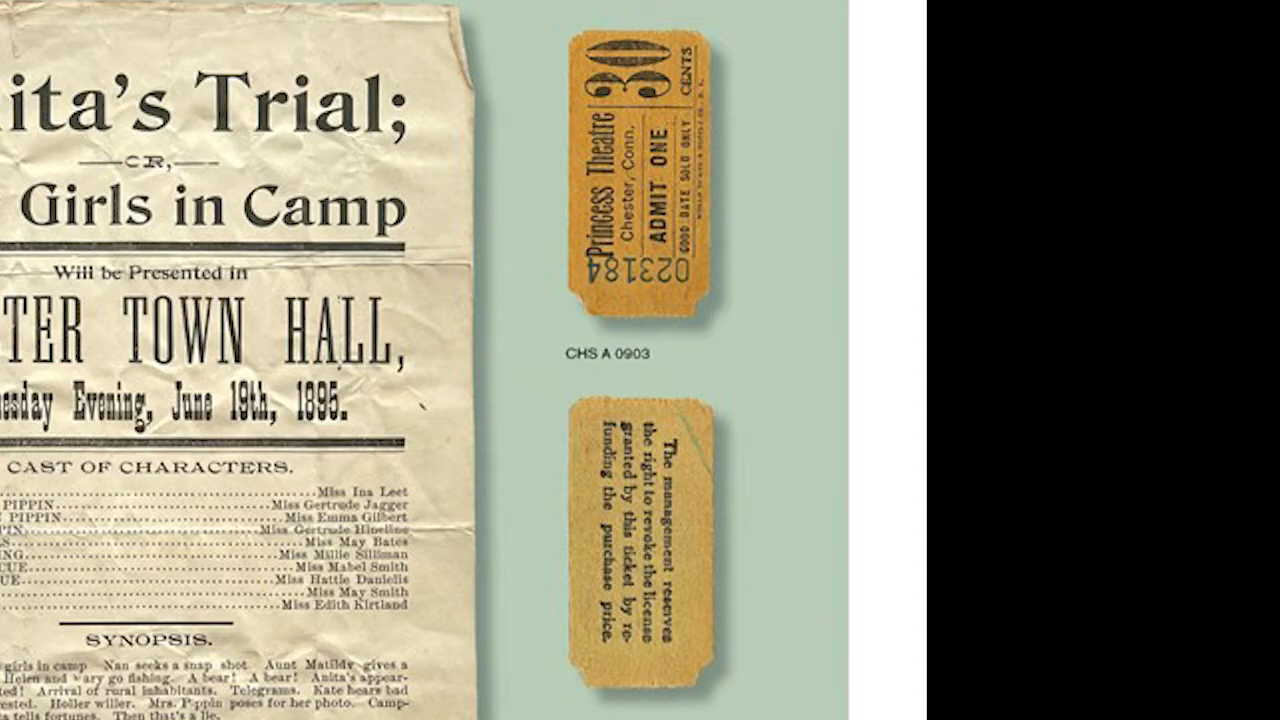 ita's Trial;
OR,
Girls in Camp
Will be Presented in
TER TOWN HALL,
esday Evening, June 19th, 1895.
CAST OF CHARACTERS.
Miss Ina Leet
PIPPIN Miss Gertrude Jagger
PIPPIN Miss Emma Gilbert
PIN Miss Gertrude Hineline
S Miss May Bates
NG Miss Millie Silliman
CUE Miss Mabel Smith
UE Miss Hattie Danielis
Miss May Smith
Miss Edith Kirtland
SYNOPSIS.
girls in camp Nan seeks a snap shot. Aunt Matildy gives a
Helen and Mary go fishing. A bear! A bear! Anita's appear-
ted! Arrival of rural inhabitants. Telegrams. Kate hears bad
ested. Holler willer. Mrs. Pippin poses for her photo. Camp-
ta tells fortunes. Then that's a lie.
30 CENTS
Princess Theatre
Chester, Conn.
ADMIT ONE
GOOD DATE SOLD ONLY
023184
CHS A 0903
The management reserves
the right to revoke the license
granted by this ticket by re-
funding the purchase price.